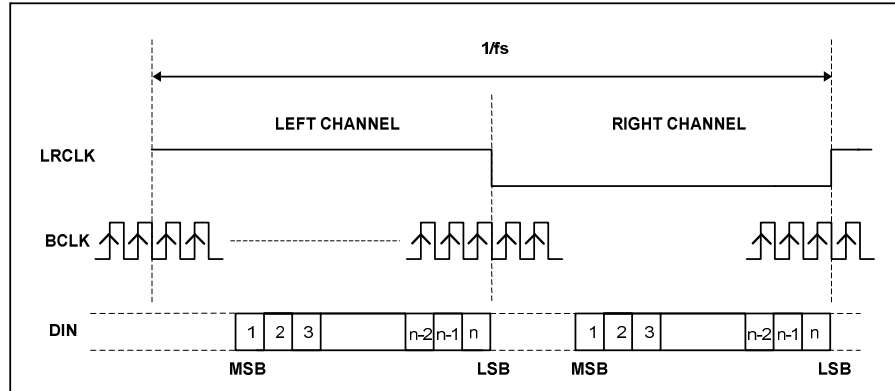 1/fs
LEFT CHANNEL RIGHT CHANNEL
LRCLK
BCLK
DIN 1 2 3 n-2 n-1 n 1 2 3 n-2 n-1 n
MSB LSB MSB LSB